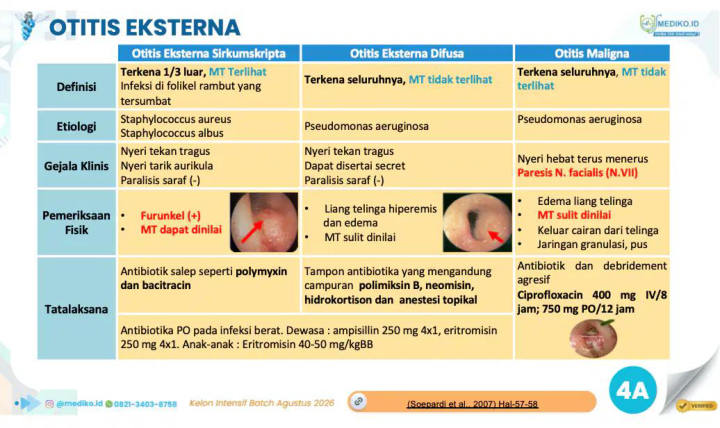 OTITIS EKSTERNA
MEDIKO.ID
Otitis Eksterna Sirkumskripta
Otitis Eksterna Difusa
Otitis Maligna
Definisi
Terkena 1/3 luar, MT Terlihat
Infeksi di folikel rambut yang
tersumbat
Terkena seluruhnya, MT tidak terlihat
Terkena seluruhnya, MT tidak
terlihat
Etiologi
Staphylococcus aureus
Staphylococcus albus
Pseudomonas aeruginosa
Pseudomonas aeruginosa
Gejala Klinis
Nyeri tekan tragus
Nyeri tarik aurikula
Paralisis saraf (-)
Nyeri tekan tragus
Dapat disertai secret
Paralisis saraf (-)
Nyeri hebat terus menerus
Paresis N. facialis (N.VII)
Pemeriksaan
Fisik
• Furunkel (+)
• MT dapat dinilai
• Liang telinga hiperemis
dan edema
• MT sulit dinilai
• Edema liang telinga
• MT sulit dinilai
• Keluar cairan dari telinga
• Jaringan granulasi, pus
Tatalaksana
Antibiotik salep seperti polymyxin
dan bacitracin
Tampon antibiotika yang mengandung
campuran polimiksin B, neomisin,
hidrokortison dan anestesi topikal
Antibiotik dan debridement
agresif
Ciprofloxacin 400 mg IV/8
jam; 750 mg PO/12 jam
Antibiotika PO pada infeksi berat. Dewasa : ampisillin 250 mg 4x1, eritromisin
250 mg 4x1. Anak-anak : Eritromisin 40-50 mg/kgBB
@mediko.id 0821-3403-8758
Kelon Intensif Batch Agustus 2026
(Soepardi et al., 2007) Hal-57-58
4A
VERIFIED